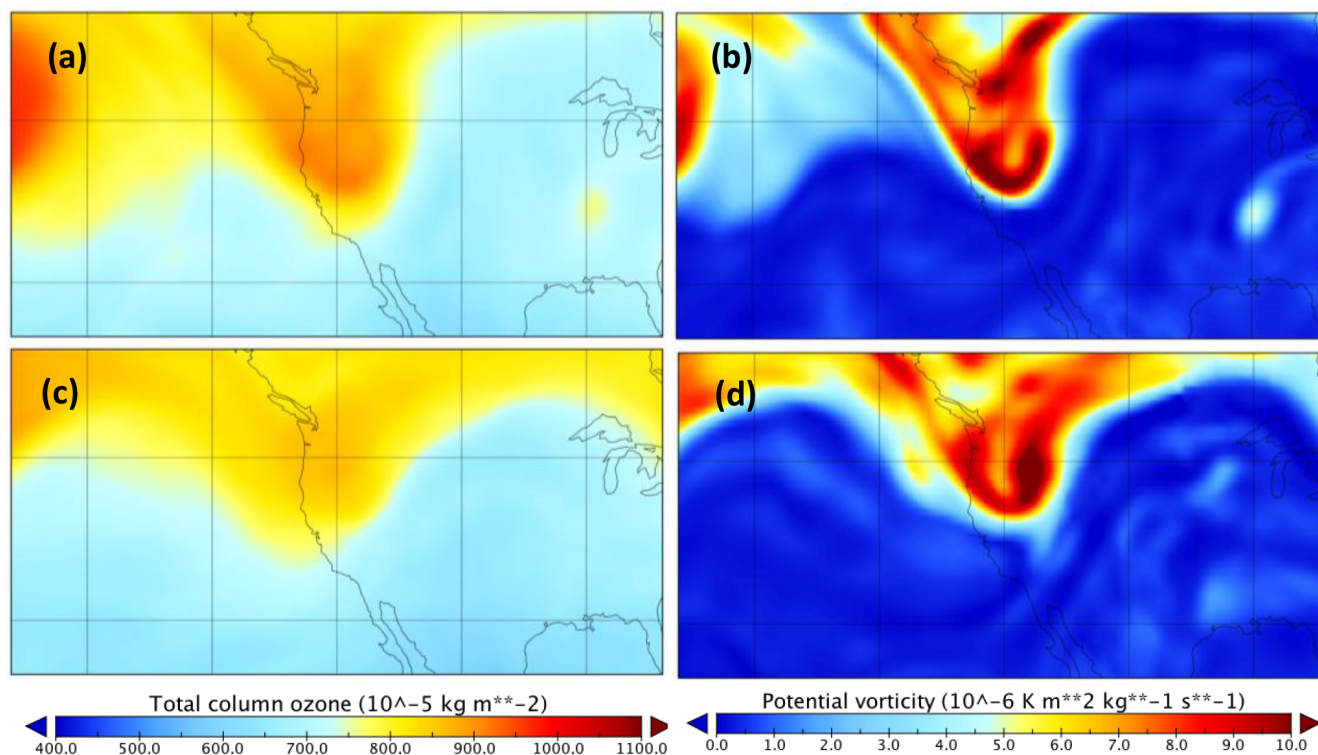 (a)
(b)
(c)
(d)
Total column ozone (10^-5 kg m**-2)
400.0 500.0 600.0 700.0 800.0 900.0 1000.0 1100.0
Potential vorticity (10^-6 K m**2 kg**-1 s**-1)
0.0 1.0 2.0 3.0 4.0 5.0 6.0 7.0 8.0 9.0 10.0